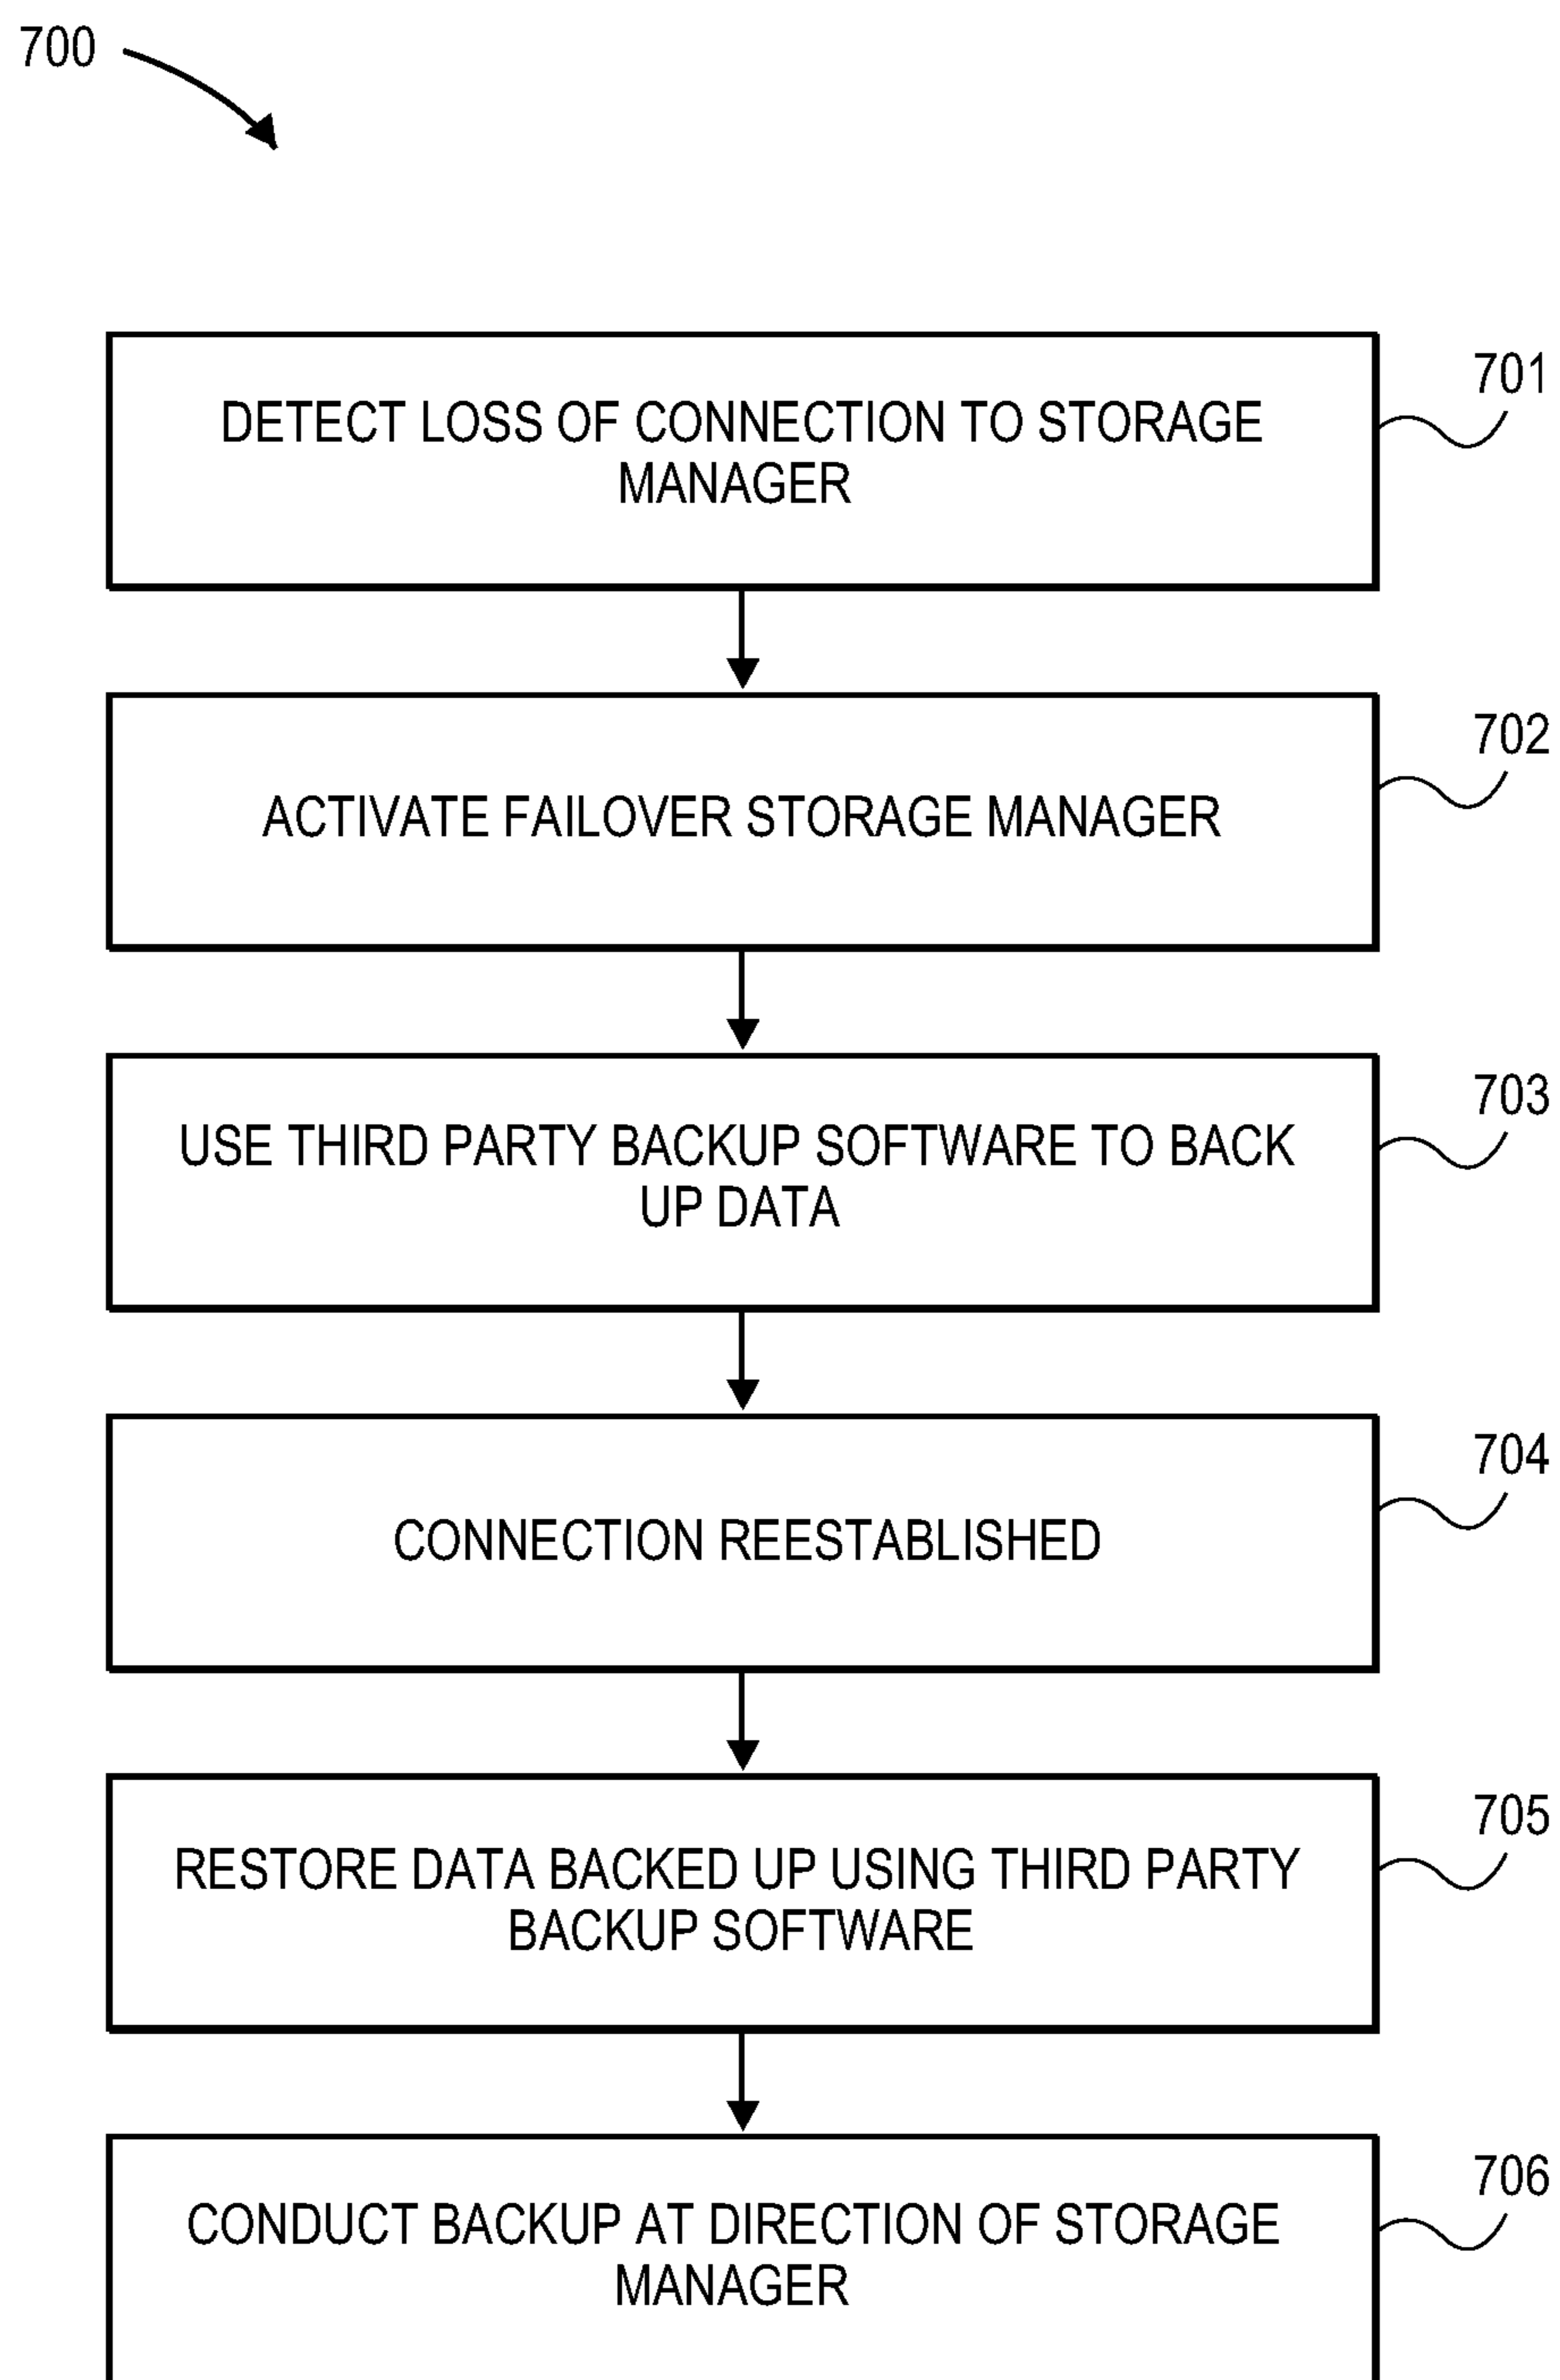 700
701
DETECT LOSS OF CONNECTION TO STORAGE
MANAGER
702
ACTIVATE FAILOVER STORAGE MANAGER
703
USE THIRD PARTY BACKUP SOFTWARE TO BACK
UP DATA
704
CONNECTION REESTABLISHED
705
RESTORE DATA BACKED UP USING THIRD PARTY
BACKUP SOFTWARE
706
CONDUCT BACKUP AT DIRECTION OF STORAGE
MANAGER